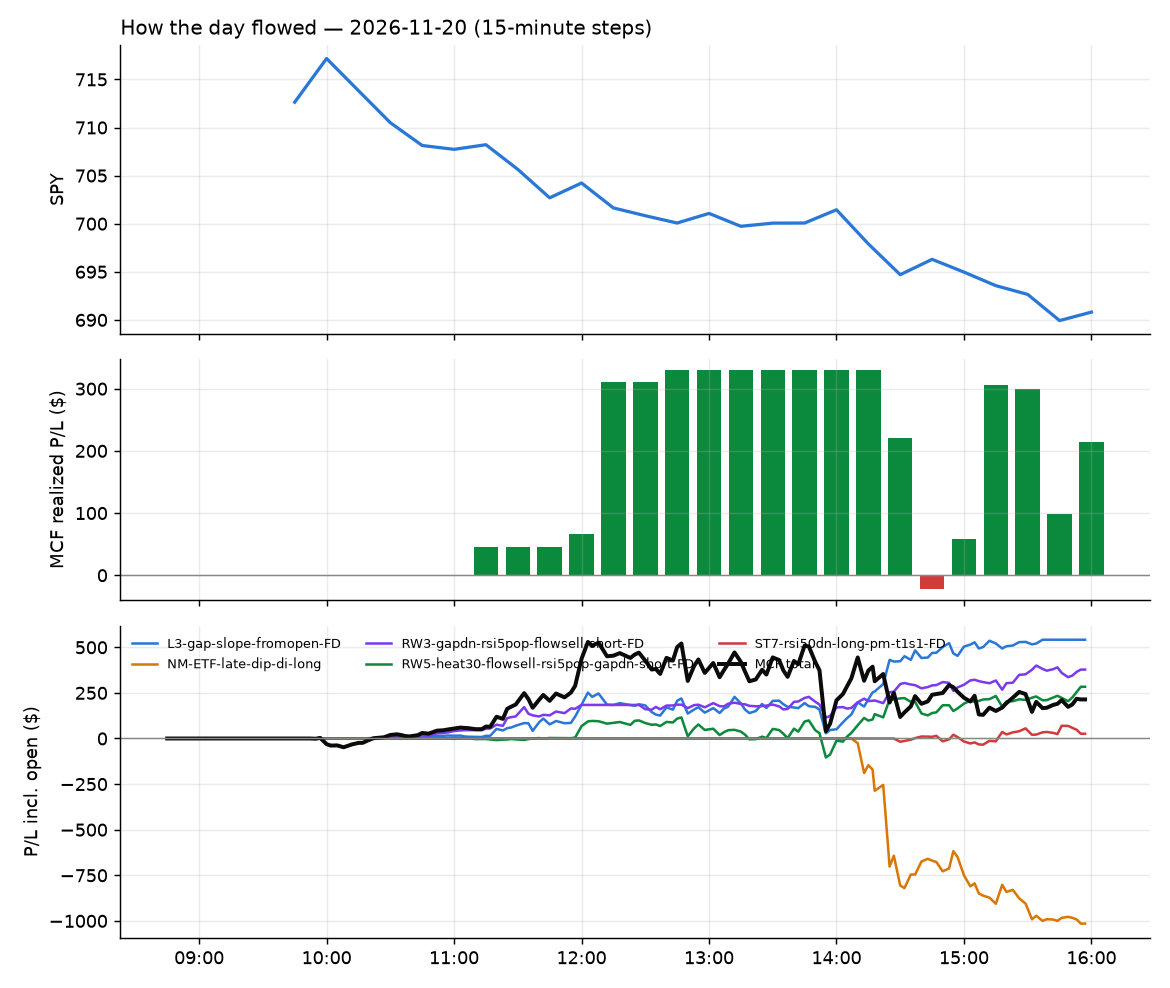 How the day flowed — 2026-11-20 (15-minute steps)
715
710
705
700
695
690
SPY
300
200
100
0
MCF realized P/L ($)
L3-gap-slope-fromopen-FD
RW3-gapdn-rsi5pop-flowsell-short-FD
ST7-rsi50dn-long-pm-t1s1-FD
NM-ETF-late-dip-di-long
RW5-heat30-flowsell-rsi5pop-gapdn-short-FD
MCF total
500
250
0
−250
−500
−750
−1000
P/L incl. open ($)
09:00 10:00 11:00 12:00 13:00 14:00 15:00 16:00